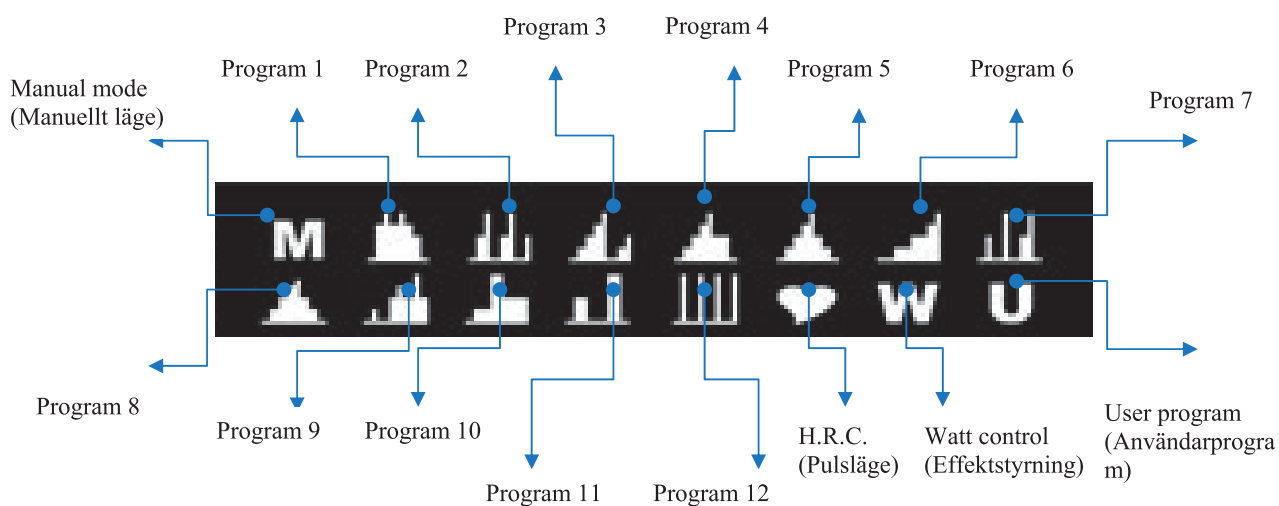 Program 3
Program 4
Program 1
Program 2
Program 5
Program 6
Manual mode
(Manuellt läge)
Program 7
M
W
U
Program 8
Program 9
Program 10
H.R.C.
(Pulsläge)
Watt control
(Effektstyrning)
User program
(Användarprogra
m)
Program 11
Program 12